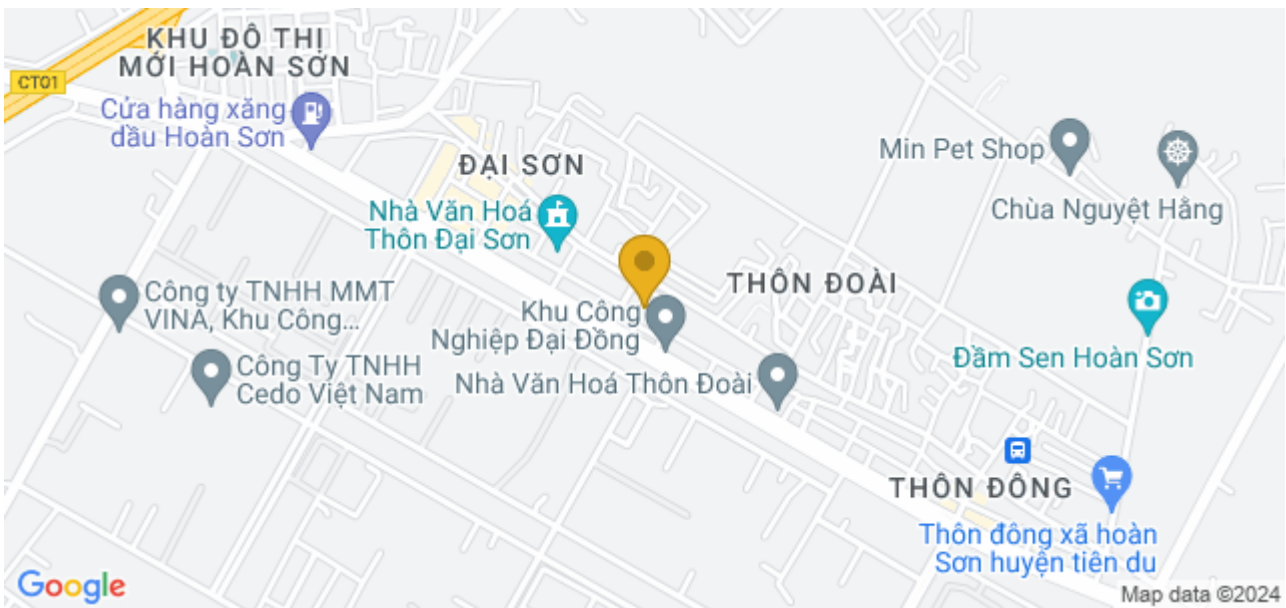 KHU ĐÔ THỊ
MỚI HOÀN SƠN
CT01
Cửa hàng xăng
dầu Hoàn Sơn
ĐẠI SƠN
Min Pet Shop
Chùa Nguyệt Hằng
Nhà Văn Hoá
Thôn Đại Sơn
THÔN ĐOÀI
Công ty TNHH MMT
VINA, Khu Công...
Khu Công
Nghiệp Đại Đồng
Đầm Sen Hoàn Sơn
Công Ty TNHH
Cedo Việt Nam
Nhà Văn Hoá Thôn Đoài
THÔN ĐÔNG
Thôn đông xã hoàn
Sơn huyện tiên du
Google
Map data ©2024